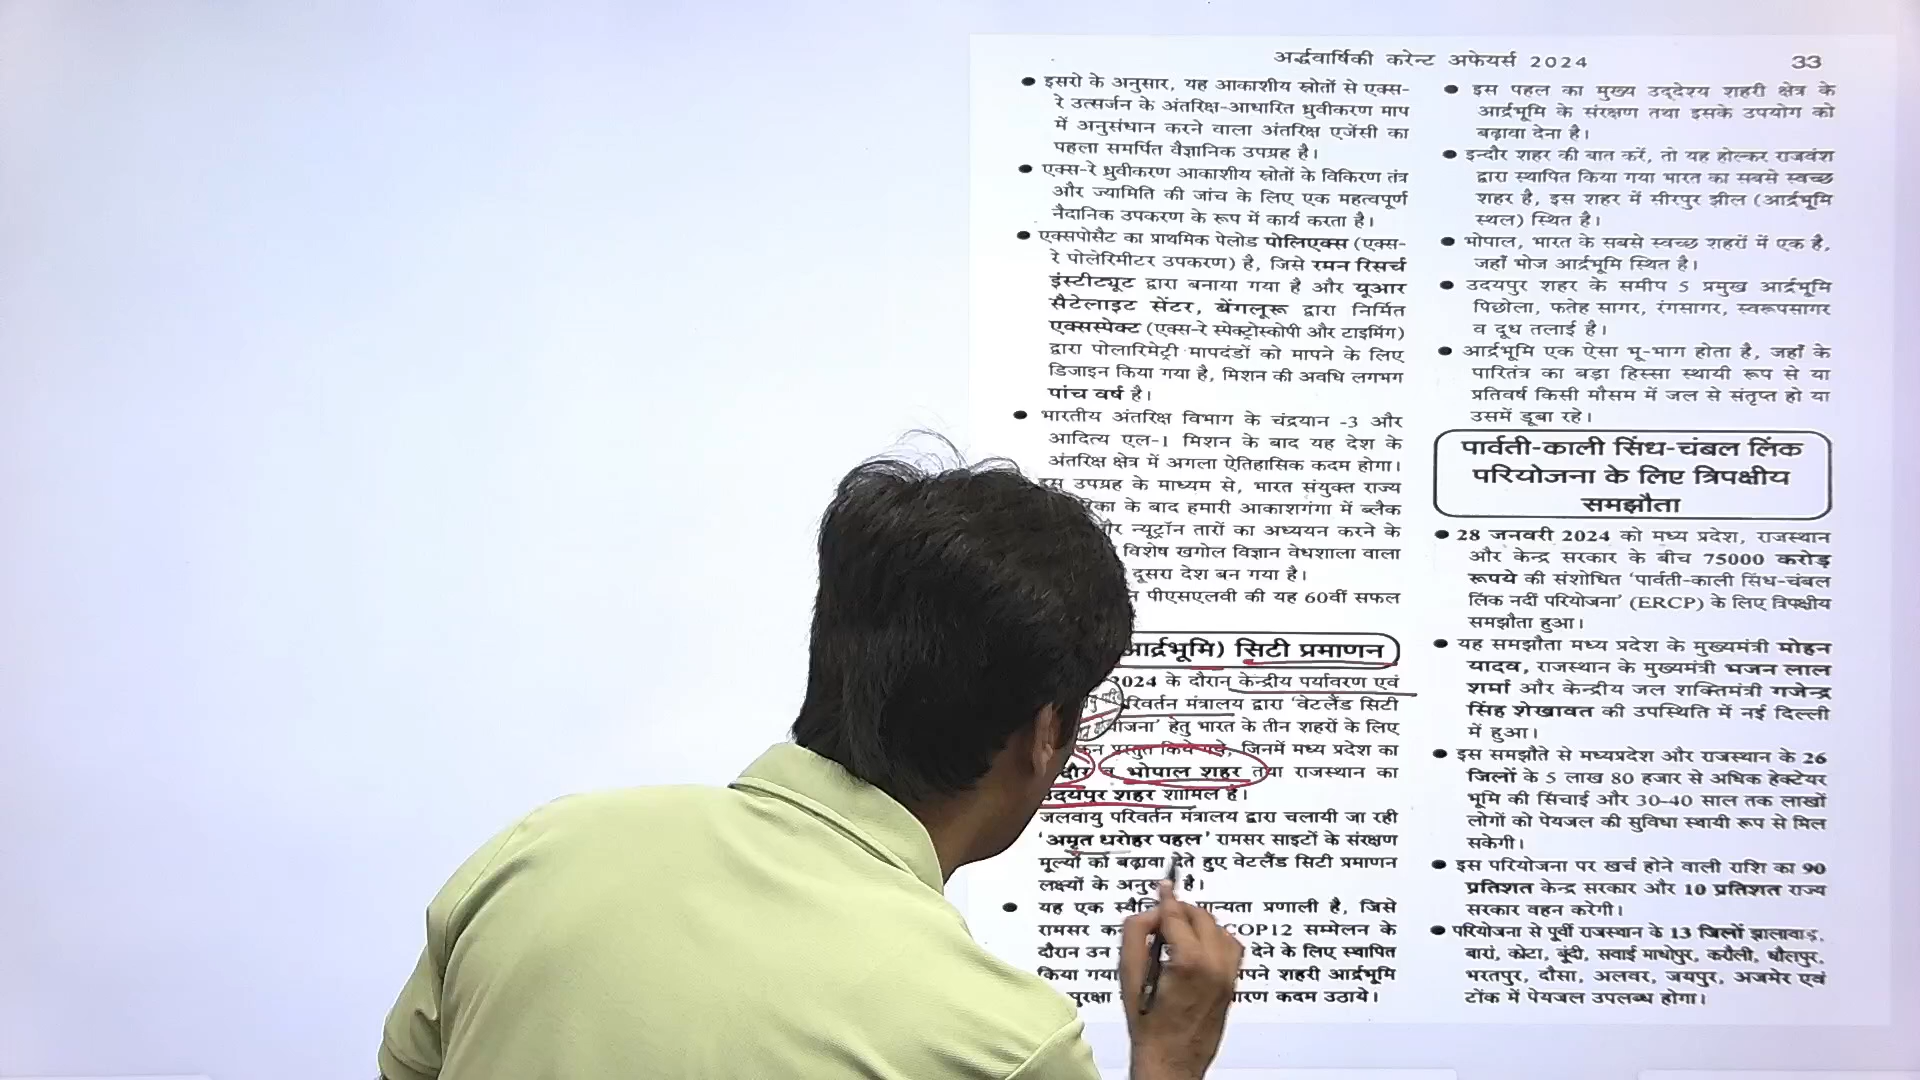 अर्द्धवार्षिकी करेन्ट अफेयर्स 2024
33
● इसरो के अनुसार, यह आकाशीय स्रोतों से एक्स-
रे उत्सर्जन के अंतरिक्ष-आधारित ध्रुवीकरण माप
में अनुसंधान करने वाला अंतरिक्ष एजेंसी का
पहला समर्पित वैज्ञानिक उपग्रह है।
● एक्स-रे ध्रुवीकरण आकाशीय स्रोतों के विकिरण तंत्र
और ज्यामिति की जांच के लिए एक महत्वपूर्ण
नैदानिक उपकरण के रूप में कार्य करता है।
● एक्सपोसैट का प्राथमिक पेलोड पोलिएक्स (एक्स-
रे पोलेरिमीटर उपकरण) है, जिसे रमन रिसर्च
इंस्टीट्यूट द्वारा बनाया गया है और यूआर
सैटेलाइट सेंटर, बेंगलूरू द्वारा निर्मित
एक्सस्पेक्ट (एक्स-रे स्पेक्ट्रोस्कोपी और टाइमिंग)
द्वारा पोलारिमेट्री मापदंडों को मापने के लिए
डिजाइन किया गया है, मिशन की अवधि लगभग
पांच वर्ष है।
● भारतीय अंतरिक्ष विभाग के चंद्रयान -3 और
आदित्य एल-1 मिशन के बाद यह देश के
अंतरिक्ष क्षेत्र में अगला ऐतिहासिक कदम होगा।
इस उपग्रह के माध्यम से, भारत संयुक्त राज्य
के बाद हमारी आकाशगंगा में ब्लैक
न्यूट्रॉन तारों का अध्ययन करने के
विशेष खगोल विज्ञान वेधशाला वाला
दूसरा देश बन गया है।
पीएसएलवी की यह 60वीं सफल
आर्द्रभूमि) सिटी प्रमाणन
2024 के दौरान केन्द्रीय पर्यावरण एवं
मंत्रालय द्वारा 'वेटलैंड सिटी
हेतु भारत के तीन शहरों के लिए
प्रस्तुत किये गये, जिनमें मध्य प्रदेश का
व भोपाल शहर तथा राजस्थान का
उदयपुर शहर शामिल है।
जलवायु परिवर्तन मंत्रालय द्वारा चलायी जा रही
'अमृत धरोहर पहल' रामसर साइटों के संरक्षण
मूल्यों को बढ़ावा देते हुए वेटलैंड सिटी प्रमाणन
लक्ष्यों के है।
● यह एक मान्यता प्रणाली है, जिसे
रामसर COP12 सम्मेलन के
दौरान उन देने के लिए स्थापित
किया गया अपने शहरी आर्द्रभूमि
कदम उठाये।
● इस पहल का मुख्य उद्देश्य शहरी क्षेत्र के
आर्द्रभूमि के संरक्षण तथा इसके उपयोग को
बढ़ावा देना है।
● इन्दौर शहर की बात करें, तो यह होल्कर राजवंश
द्वारा स्थापित किया गया भारत का सबसे स्वच्छ
शहर है, इस शहर में सीरपुर झील (आर्द्रभूमि
स्थल) स्थित है।
● भोपाल, भारत के सबसे स्वच्छ शहरों में एक है,
जहाँ भोज आर्द्रभूमि स्थित है।
● उदयपुर शहर के समीप 5 प्रमुख आर्द्रभूमि
पिछोला, फतेह सागर, रंगसागर, स्वरूपसागर
व दूध तलाई है।
● आर्द्रभूमि एक ऐसा भू-भाग होता है, जहाँ के
पारितंत्र का बड़ा हिस्सा स्थायी रूप से या
प्रतिवर्ष किसी मौसम में जल से संतृप्त हो या
उसमें डूबा रहे।
पार्वती-काली सिंध-चंबल लिंक
परियोजना के लिए त्रिपक्षीय
समझौता
● 28 जनवरी 2024 को मध्य प्रदेश, राजस्थान
और केन्द्र सरकार के बीच 75000 करोड़
रूपये की संशोधित 'पार्वती-काली सिंध-चंबल
लिंक नदी परियोजना' (ERCP) के लिए त्रिपक्षीय
समझौता हुआ।
● यह समझौता मध्य प्रदेश के मुख्यमंत्री मोहन
यादव, राजस्थान के मुख्यमंत्री भजन लाल
शर्मा और केन्द्रीय जल शक्तिमंत्री गजेन्द्र
सिंह शेखावत की उपस्थिति में नई दिल्ली
में हुआ।
● इस समझौते से मध्यप्रदेश और राजस्थान के 26
जिलों के 5 लाख 80 हजार से अधिक हेक्टेयर
भूमि की सिंचाई और 30-40 साल तक लाखों
लोगों को पेयजल की सुविधा स्थायी रूप से मिल
सकेगी।
● इस परियोजना पर खर्च होने वाली राशि का 90
प्रतिशत केन्द्र सरकार और 10 प्रतिशत राज्य
सरकार वहन करेगी।
● परियोजना से पूर्वी राजस्थान के 13 जिलों झालावाड़,
बारां, कोटा, बूंदी, सवाई माधोपुर, करौली, धौलपुर,
भरतपुर, दौसा, अलवर, जयपुर, अजमेर एवं
टोंक में पेयजल उपलब्ध होगा।